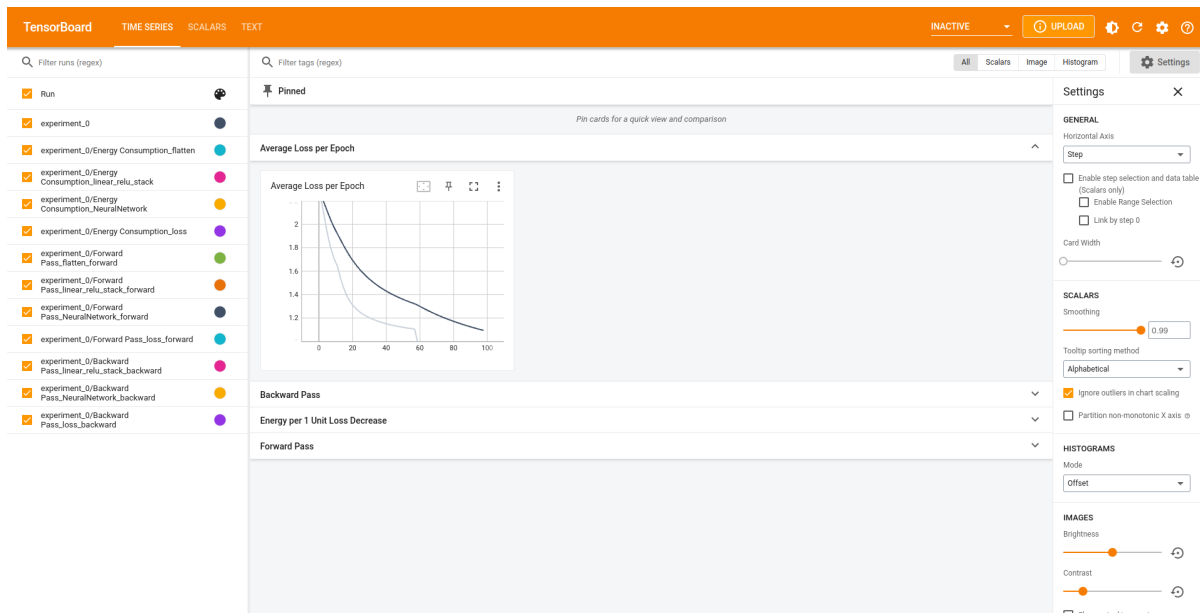 TensorBoard TIME SERIES SCALARS TEXT INACTIVE UPLOAD
Filter runs (regex)
Run
experiment_0
experiment_0/Energy Consumption_flatten
experiment_0/Energy
Consumption_linear_relu_stack
experiment_0/Energy
Consumption_NeuralNetwork
experiment_0/Energy Consumption_loss
experiment_0/Forward
Pass_flatten_forward
experiment_0/Forward
Pass_linear_relu_stack_forward
experiment_0/Forward
Pass_NeuralNetwork_forward
experiment_0/Forward Pass_loss_forward
experiment_0/Backward
Pass_linear_relu_stack_backward
experiment_0/Backward
Pass_NeuralNetwork_backward
experiment_0/Backward
Pass_loss_backward
Filter tags (regex)
All Scalars Image Histogram Settings
Pinned
Pin cards for a quick view and comparison
Average Loss per Epoch
Average Loss per Epoch
2
1.8
1.6
1.4
1.2
0 20 40 60 80 100
Backward Pass
Energy per 1 Unit Loss Decrease
Forward Pass
Settings
GENERAL
Horizontal Axis
Step
Enable step selection and data table
(Scalars only)
Enable Range Selection
Link by step 0
Card Width
SCALARS
Smoothing
0.99
Tooltip sorting method
Alphabetical
Ignore outliers in chart scaling
Partition non-monotonic X axis
HISTOGRAMS
Mode
Offset
IMAGES
Brightness
Contrast